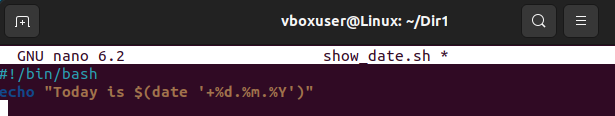 vboxuser@Linux: ~/Dir1
GNU nano 6.2 show_date.sh *
#!/bin/bash
echo "Today is $(date '+%d.%m.%Y')"